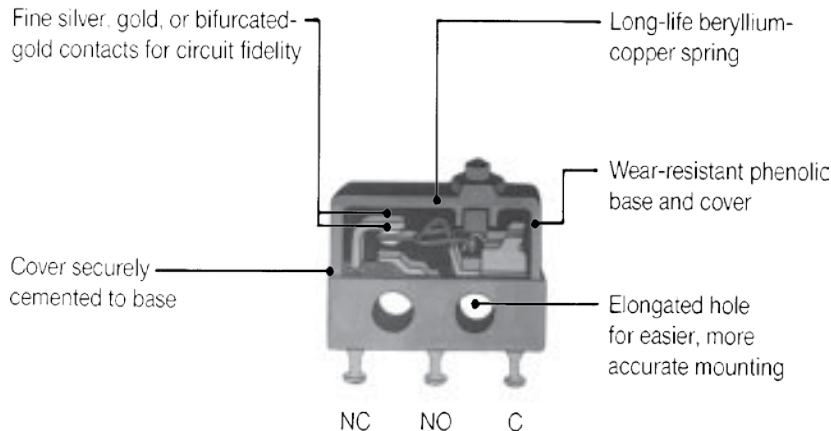 Fine silver, gold, or bifurcated-
gold contacts for circuit fidelity
Long-life beryllium-
copper spring
Wear-resistant phenolic
base and cover
Cover securely
cemented to base
Elongated hole
for easier, more
accurate mounting
NC NO C